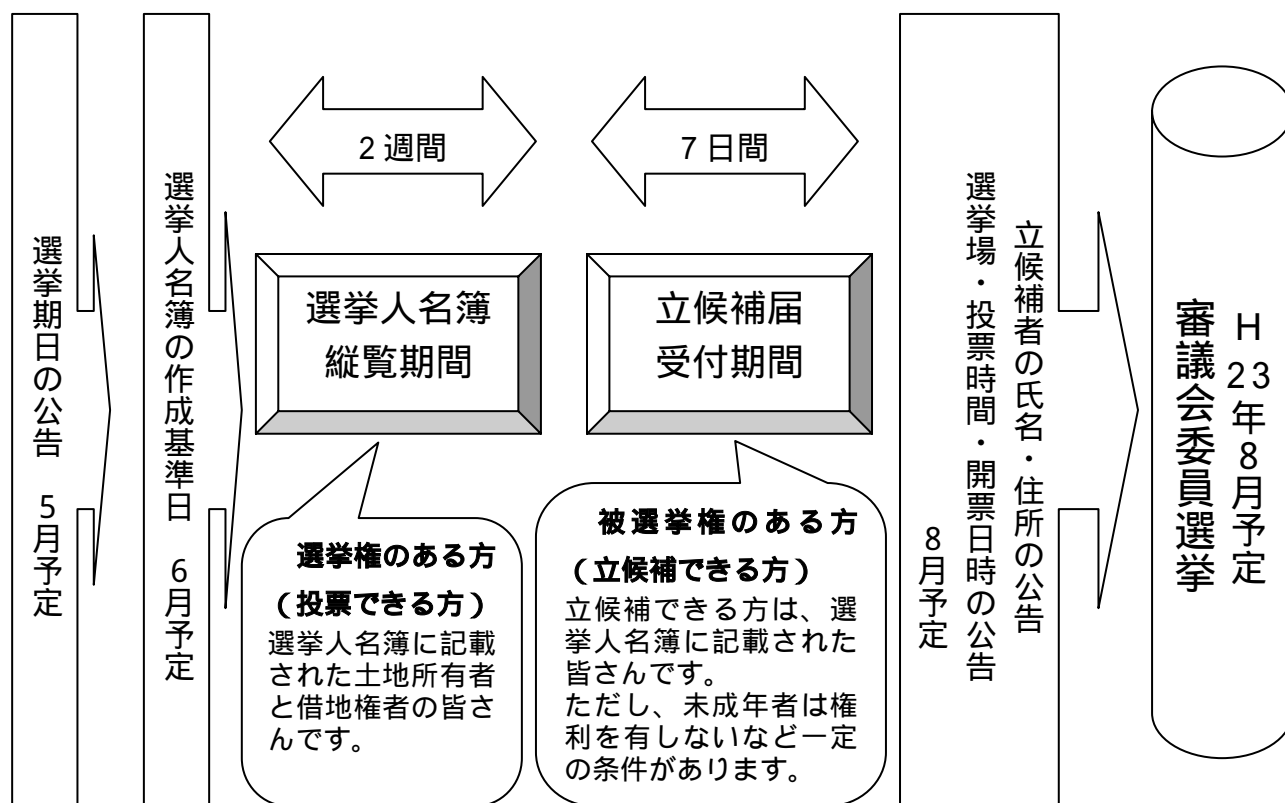 選挙期日の公告　5月予定
選挙人名簿の作成基準日　6月予定
2週間
選挙人名簿
縦覧期間
選挙権のある方
（投票できる方）
選挙人名簿に記載
された土地所有者
と借地権者の皆さ
んです。
7日間
立候補届
受付期間
被選挙権のある方
（立候補できる方）
立候補できる方は、選
挙人名簿に記載された
皆さんです。
ただし、未成年者は権
利を有しないなど一定
の条件があります。
立候補者の氏名・住所の公告
選挙場・投票時間・開票日時の公告
8月予定
H23年8月予定
審議会委員選挙